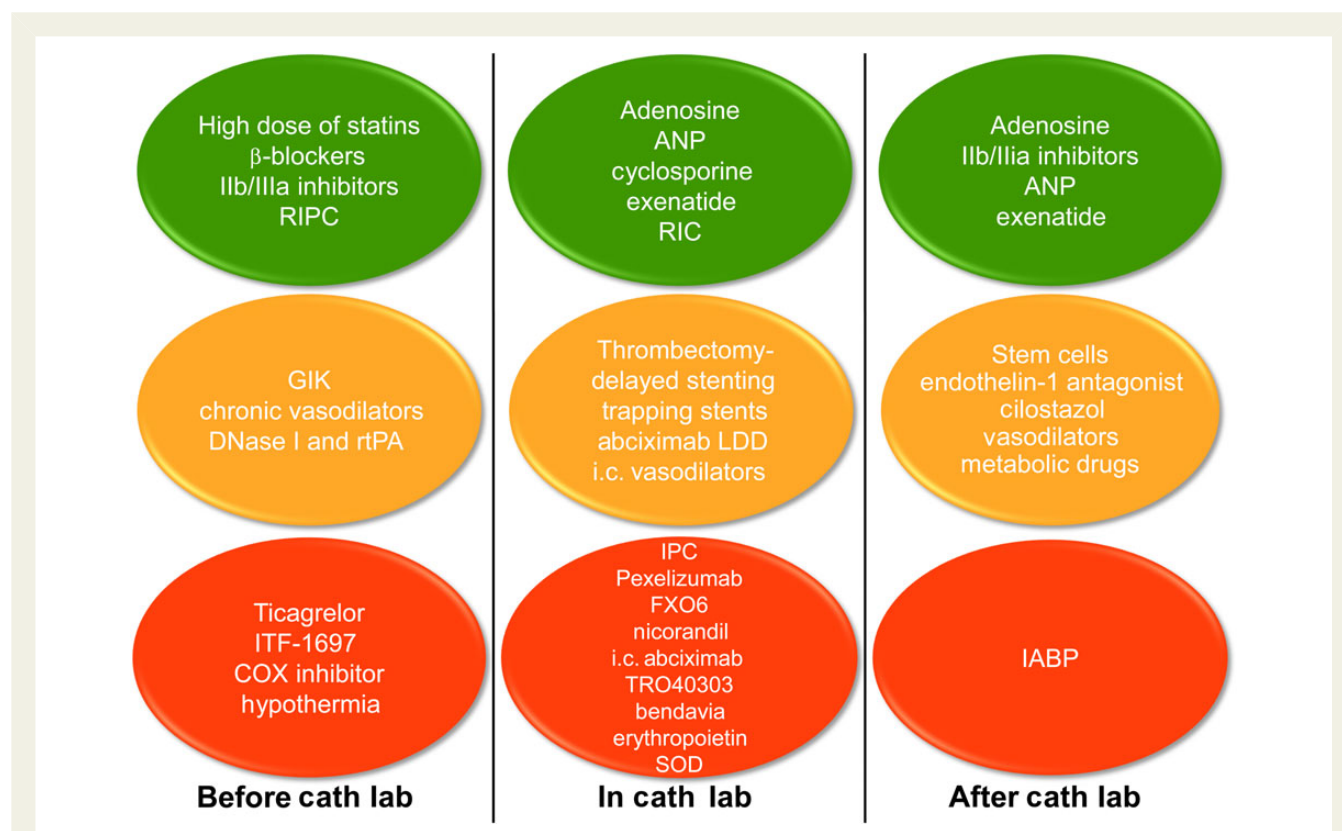 High dose of statins
β-blockers
IIb/IIIa inhibitors
RIPC
Adenosine
ANP
cyclosporine
exenatide
RIC
Adenosine
IIb/IIia inhibitors
ANP
exenatide
GIK
chronic vasodilators
DNase I and rtPA
Thrombectomy-
delayed stenting
trapping stents
abciximab LDD
i.c. vasodilators
Stem cells
endothelin-1 antagonist
cilostazol
vasodilators
metabolic drugs
Ticagrelor
ITF-1697
COX inhibitor
hypothermia
IPC
Pexelizumab
FXO6
nicorandil
i.c. abciximab
TRO40303
bendavia
erythropoietin
SOD
IABP
Before cath lab
In cath lab
After cath lab